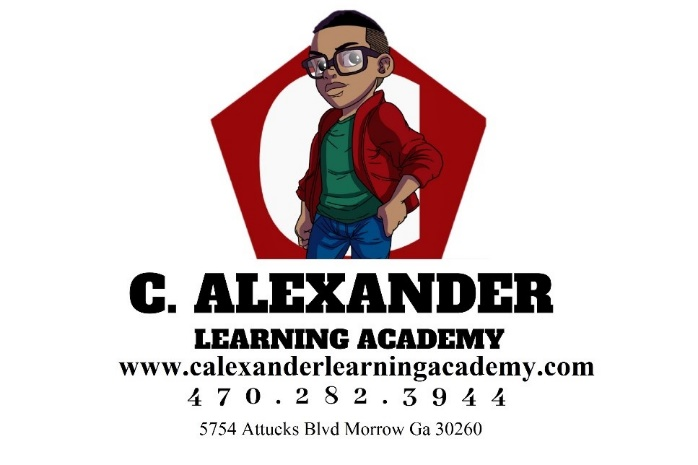 C. ALEXANDER
LEARNING ACADEMY
www.calexanderlearningacademy.com
470.282.3944
5754 Attucks Blvd Morrow Ga 30260